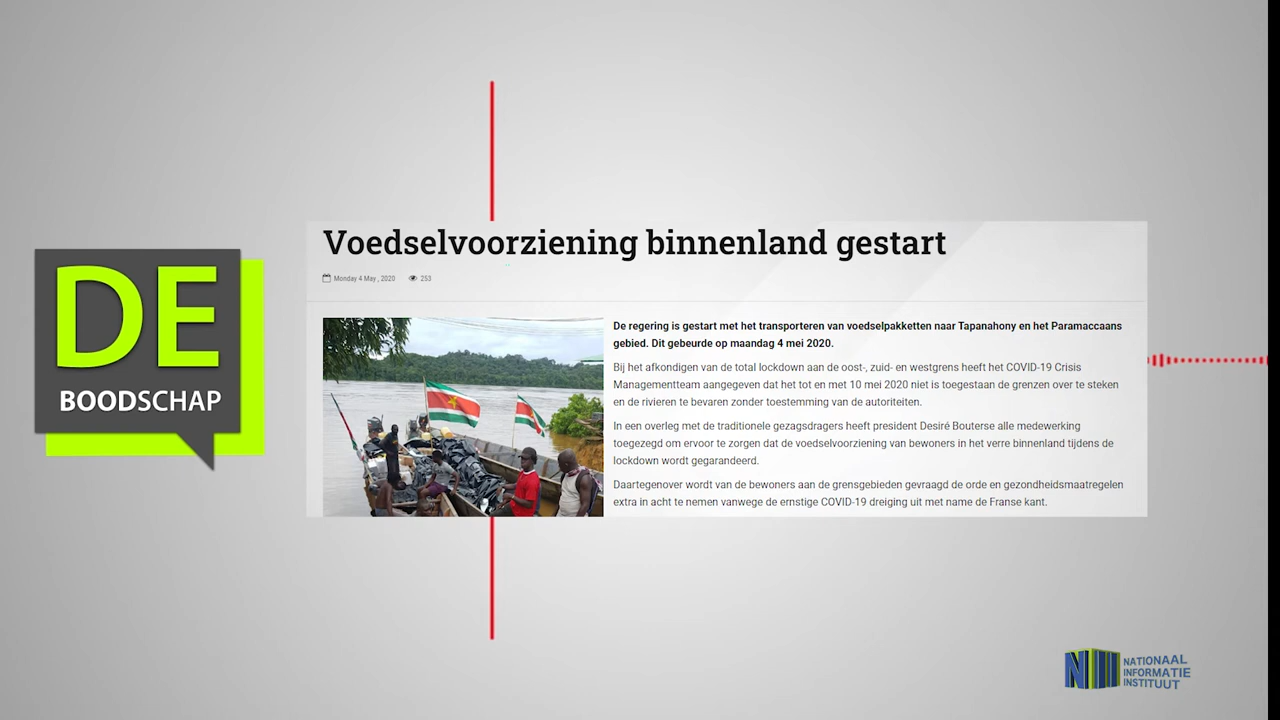 Voedselvoorziening binnenland gestart
Monday 4 May , 2020 253
DE
BOODSCHAP
De regering is gestart met het transporteren van voedselpakketten naar Tapanahony en het Paramaccaans
gebied. Dit gebeurde op maandag 4 mei 2020.
Bij het afkondigen van de total lockdown aan de oost-, zuid- en westgrens heeft het COVID-19 Crisis
Managementteam aangegeven dat het tot en met 10 mei 2020 niet is toegestaan de grenzen over te steken
en de rivieren te bevaren zonder toestemming van de autoriteiten.
In een overleg met de traditionele gezagsdragers heeft president Desiré Bouterse alle medewerking
toegezegd om ervoor te zorgen dat de voedselvoorziening van bewoners in het verre binnenland tijdens de
lockdown wordt gegarandeerd.
Daartegenover wordt van de bewoners aan de grensgebieden gevraagd de orde en gezondheidsmaatregelen
extra in acht te nemen vanwege de ernstige COVID-19 dreiging uit met name de Franse kant.
NII
NATIONAAL
INFORMATIE
INSTITUUT